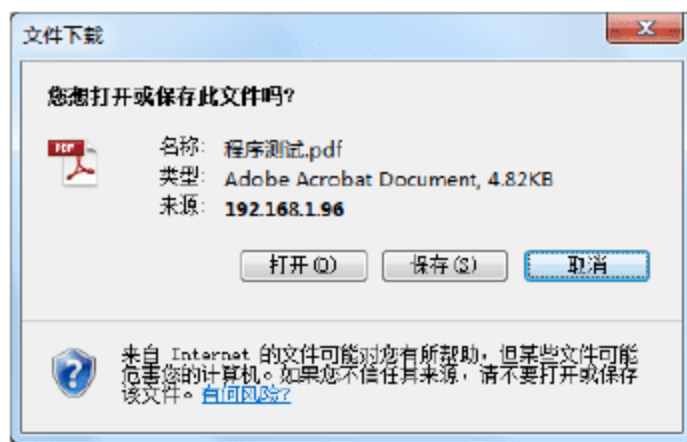 文件下载
您想打开或保存此文件吗?
PDF
名称: 程序测试.pdf
类型: Adobe Acrobat Document, 4.82KB
来源: 192.168.1.96
打开(O) 保存(S) 取消
来自 Internet 的文件可能对您有所帮助，但某些文件可能
危害您的计算机。如果您不信任其来源，请不要打开或保存
该文件。有何风险?